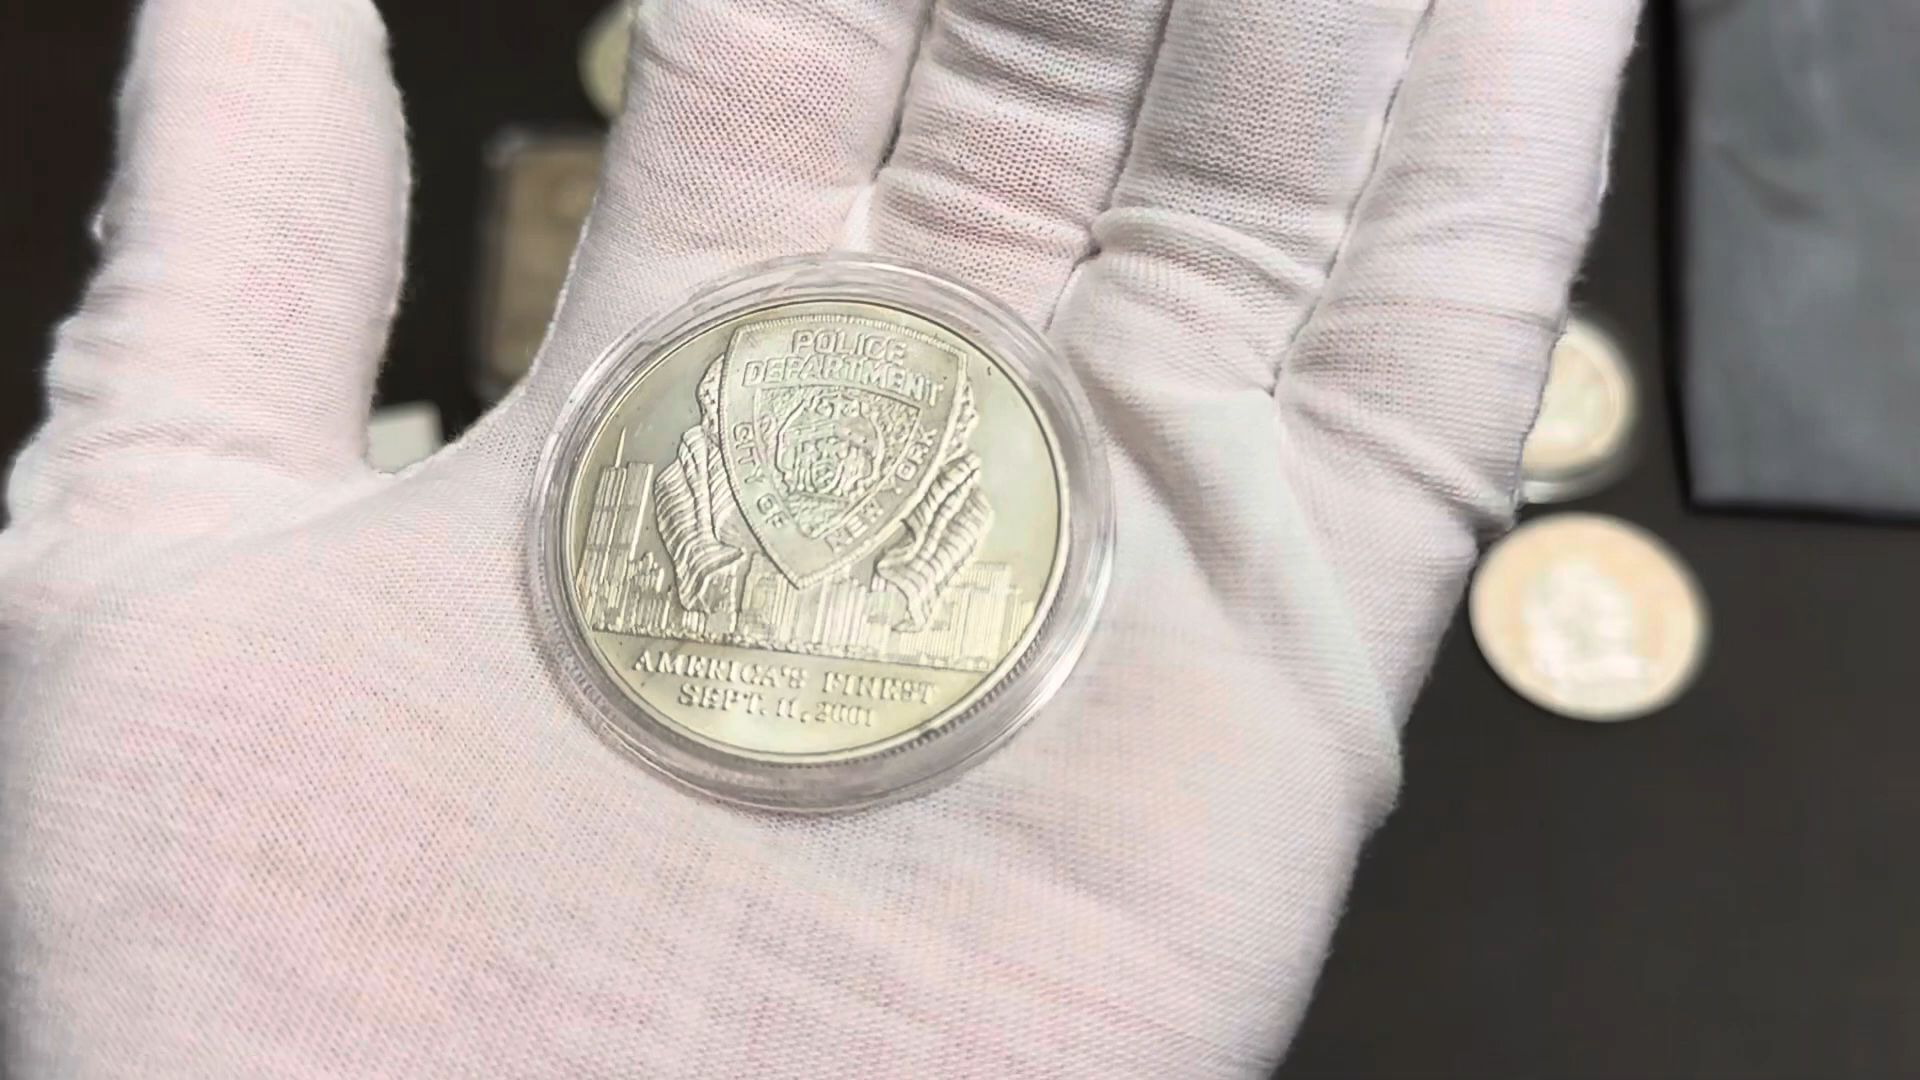 POLICE
DEPARTMENT
CITY OF
NEW YORK
AMERICA'S FINEST
SEPT. 11, 2001